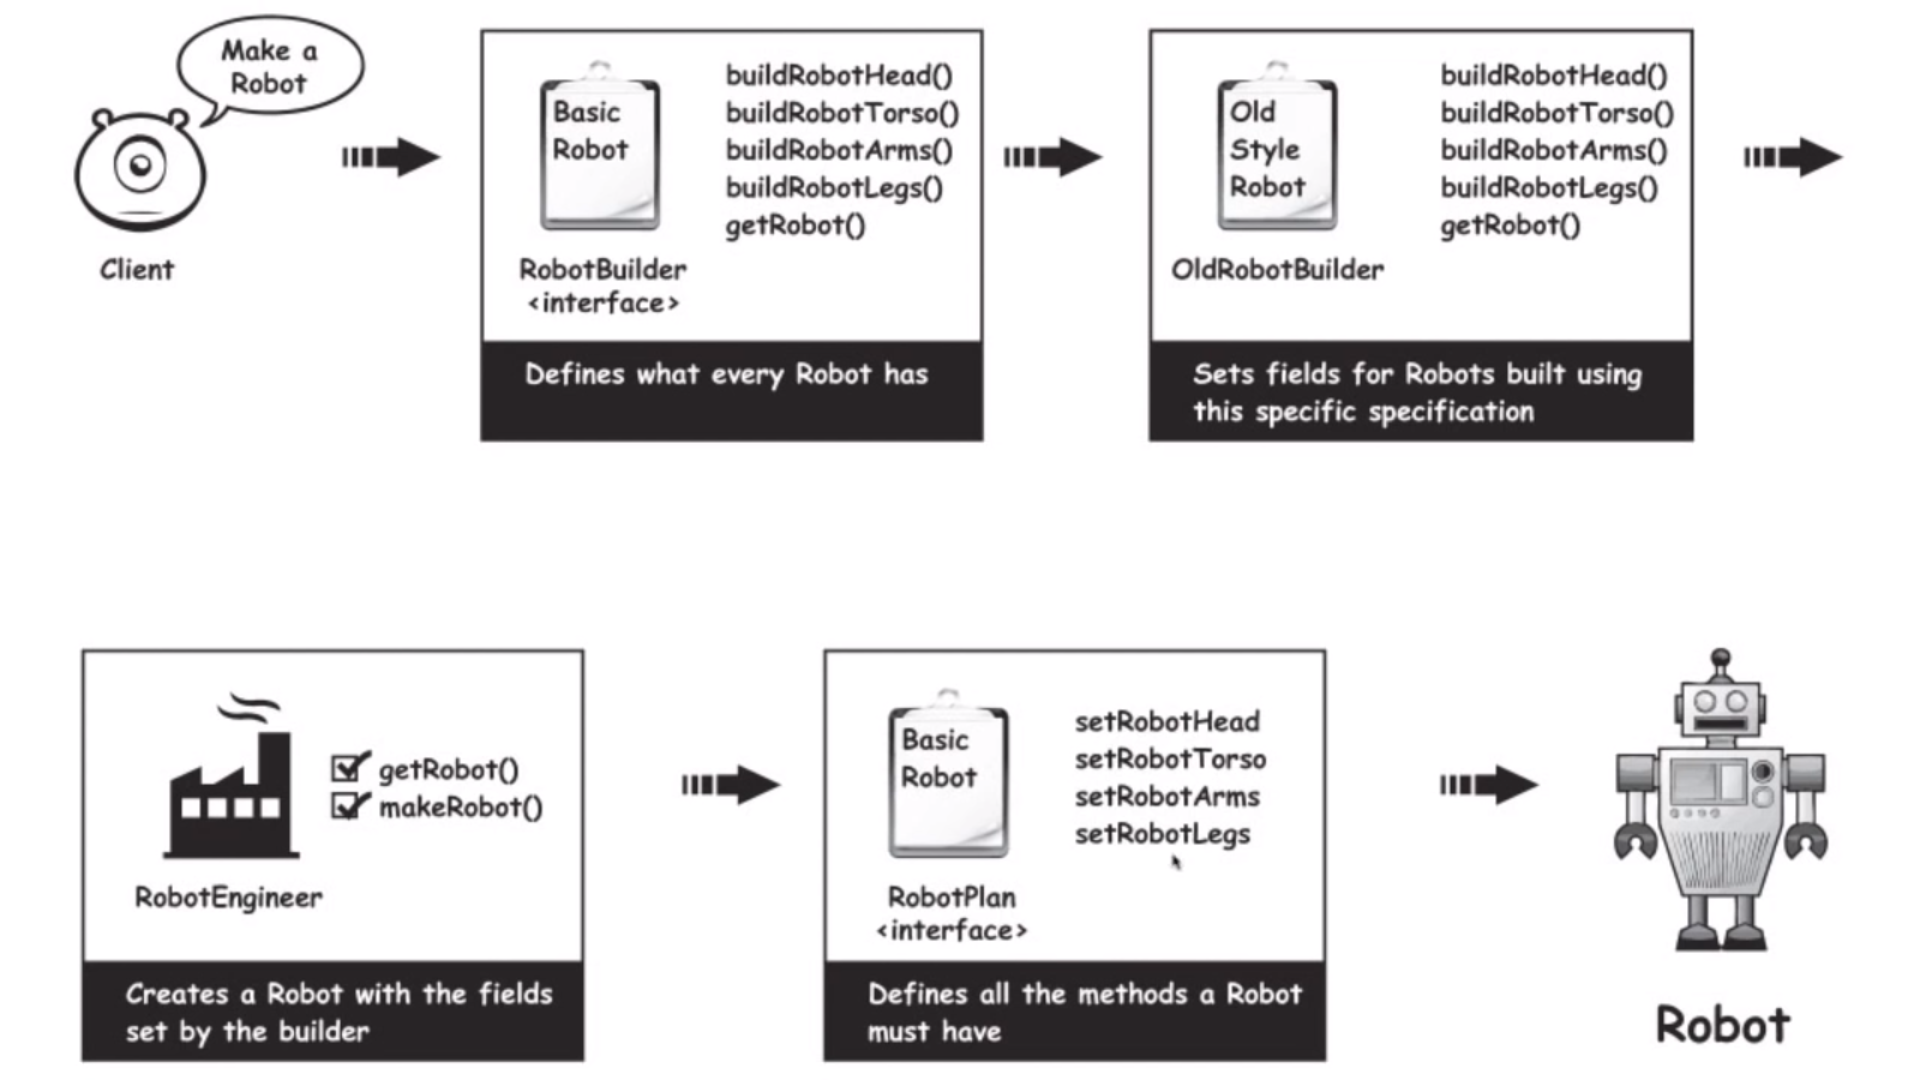 Make a
Robot
Client
Basic
Robot
buildRobotHead()
buildRobotTorso()
buildRobotArms()
buildRobotLegs()
getRobot()
RobotBuilder
<interface>
Defines what every Robot has
Old
Style
Robot
buildRobotHead()
buildRobotTorso()
buildRobotArms()
buildRobotLegs()
getRobot()
OldRobotBuilder
Sets fields for Robots built using
this specific specification
getRobot()
makeRobot()
RobotEngineer
Creates a Robot with the fields
set by the builder
Basic
Robot
setRobotHead
setRobotTorso
setRobotArms
setRobotLegs
RobotPlan
<interface>
Defines all the methods a Robot
must have
Robot